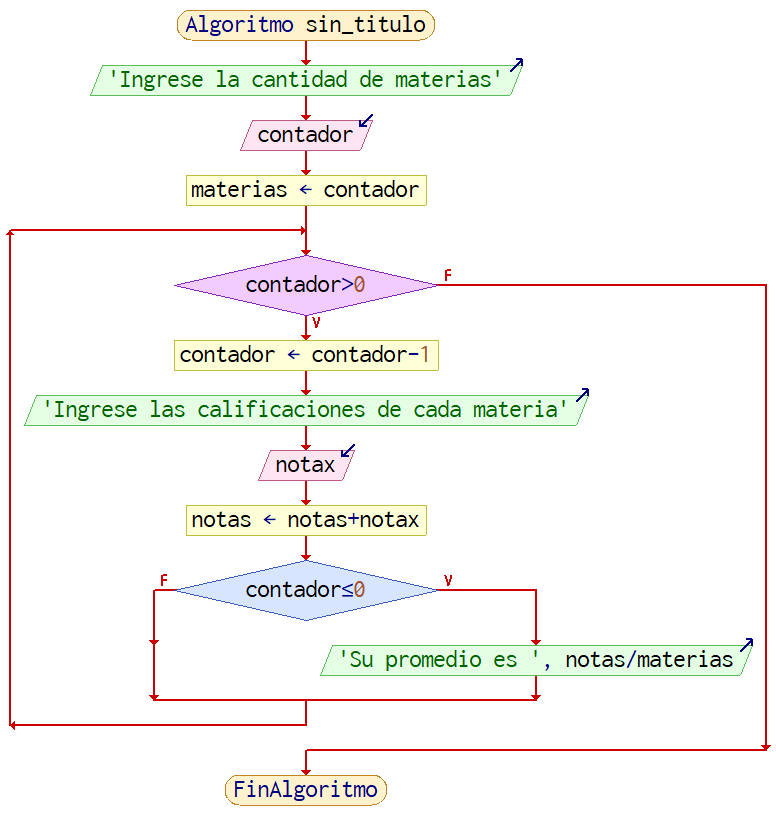 Algoritmo sin_titulo
'Ingrese la cantidad de materias'
contador
materias ← contador
contador>0
F
V
contador ← contador-1
'Ingrese las calificaciones de cada materia'
notax
notas ← notas+notax
F
contador≤0
V
'Su promedio es ', notas/materias
FinAlgoritmo